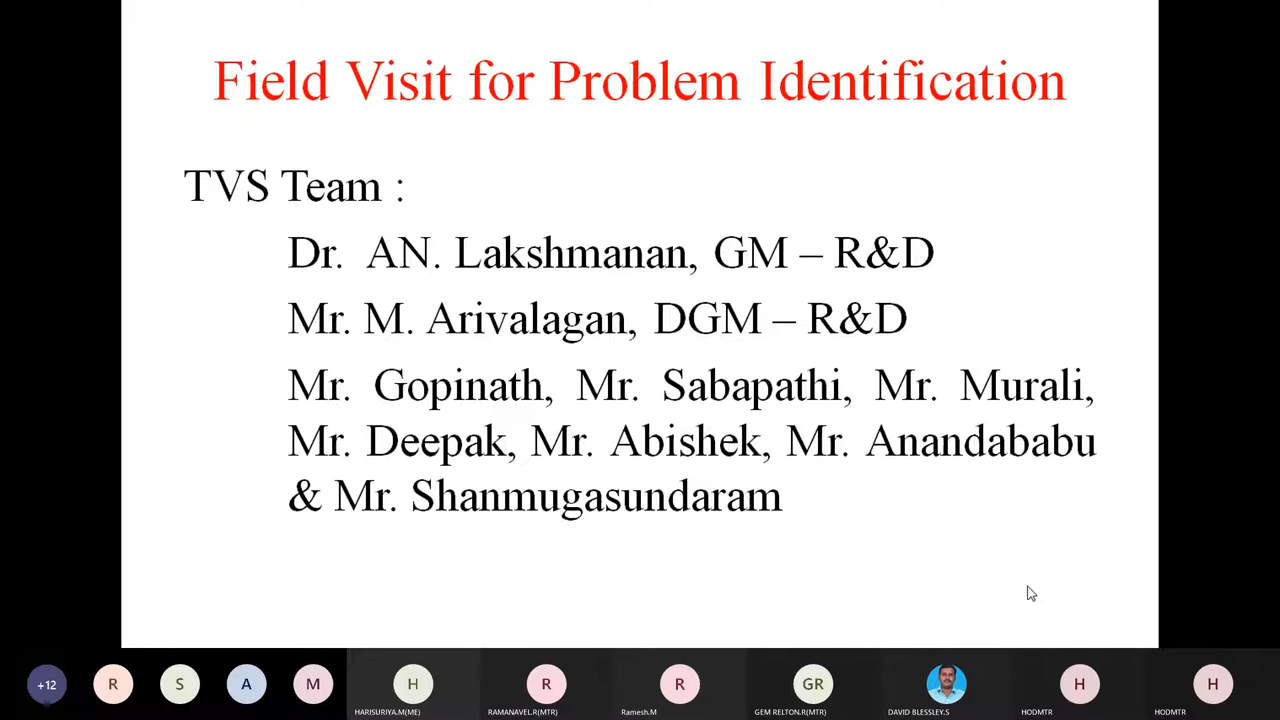 Field Visit for Problem Identification
TVS Team :
Dr. AN. Lakshmanan, GM – R&D
Mr. M. Arivalagan, DGM – R&D
Mr. Gopinath, Mr. Sabapathi, Mr. Murali,
Mr. Deepak, Mr. Abishek, Mr. Anandababu
& Mr. Shanmugasundaram
+12 R S A M H R R GR H H
HARISURIYA.M(ME) RAMANAVEL.R(MTR) Ramesh.M GEM RELTON.R(MTR) DAVID BLESSLEY.S HODMTR HODMTR